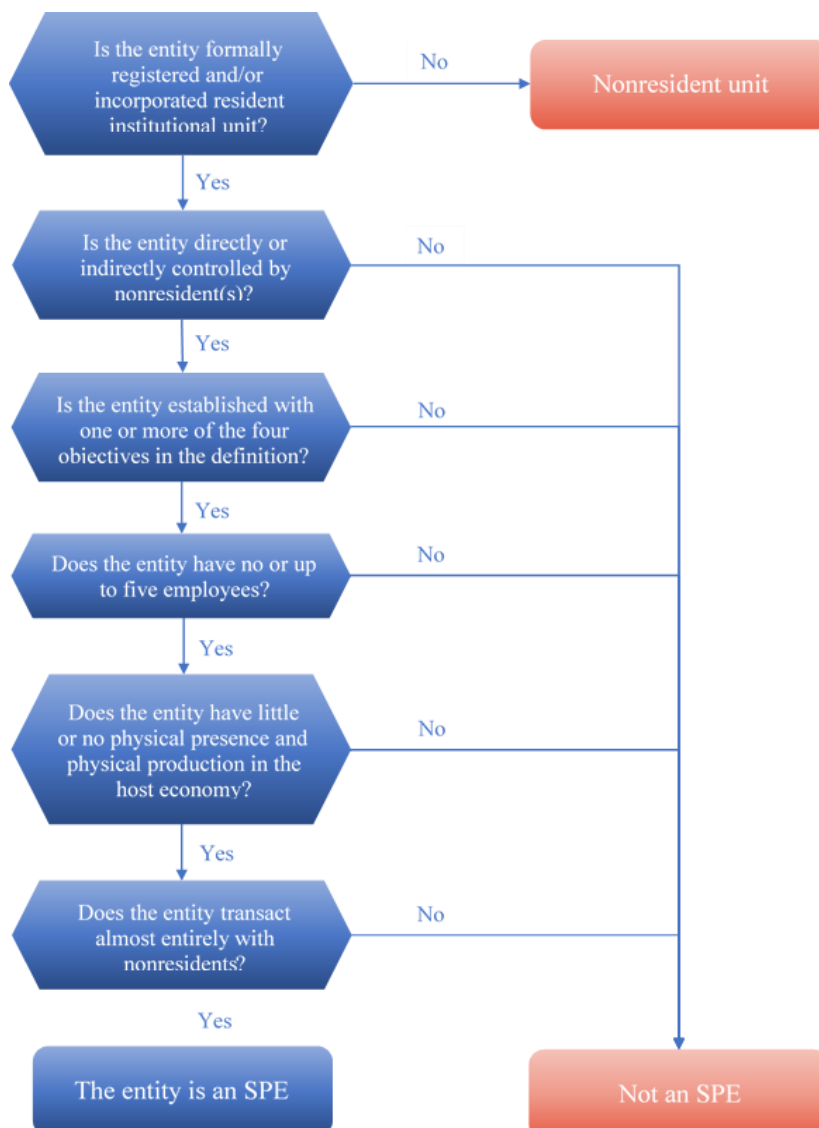 Is the entity formally
registered and/or
incorporated resident
institutional unit?
No
Nonresident unit
Yes
Is the entity directly or
indirectly controlled by
nonresident(s)?
No
Yes
Is the entity established with
one or more of the four
objectives in the definition?
No
Yes
Does the entity have no or up
to five employees?
No
Yes
Does the entity have little
or no physical presence and
physical production in the
host economy?
No
Yes
Does the entity transact
almost entirely with
nonresidents?
No
Yes
The entity is an SPE
Not an SPE